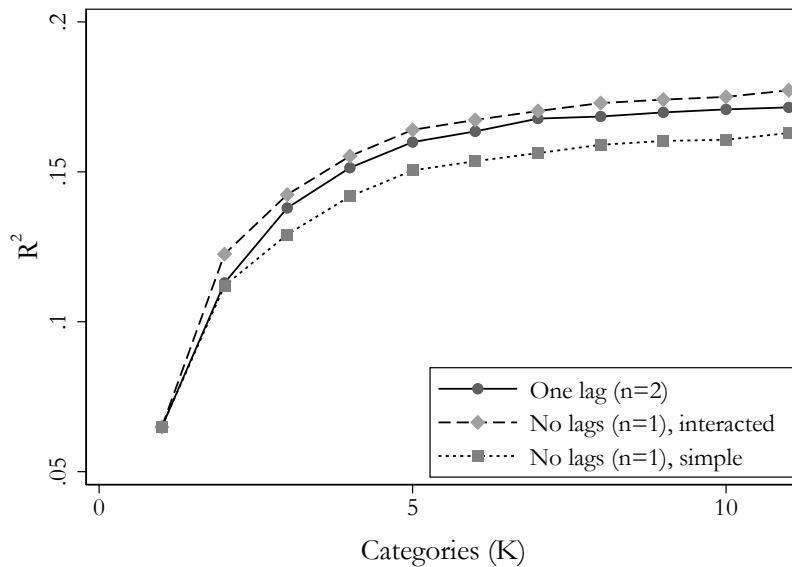 .2
.15
.1
.05
R²
0
5
10
Categories (K)
One lag (n=2)
No lags (n=1), interacted
No lags (n=1), simple